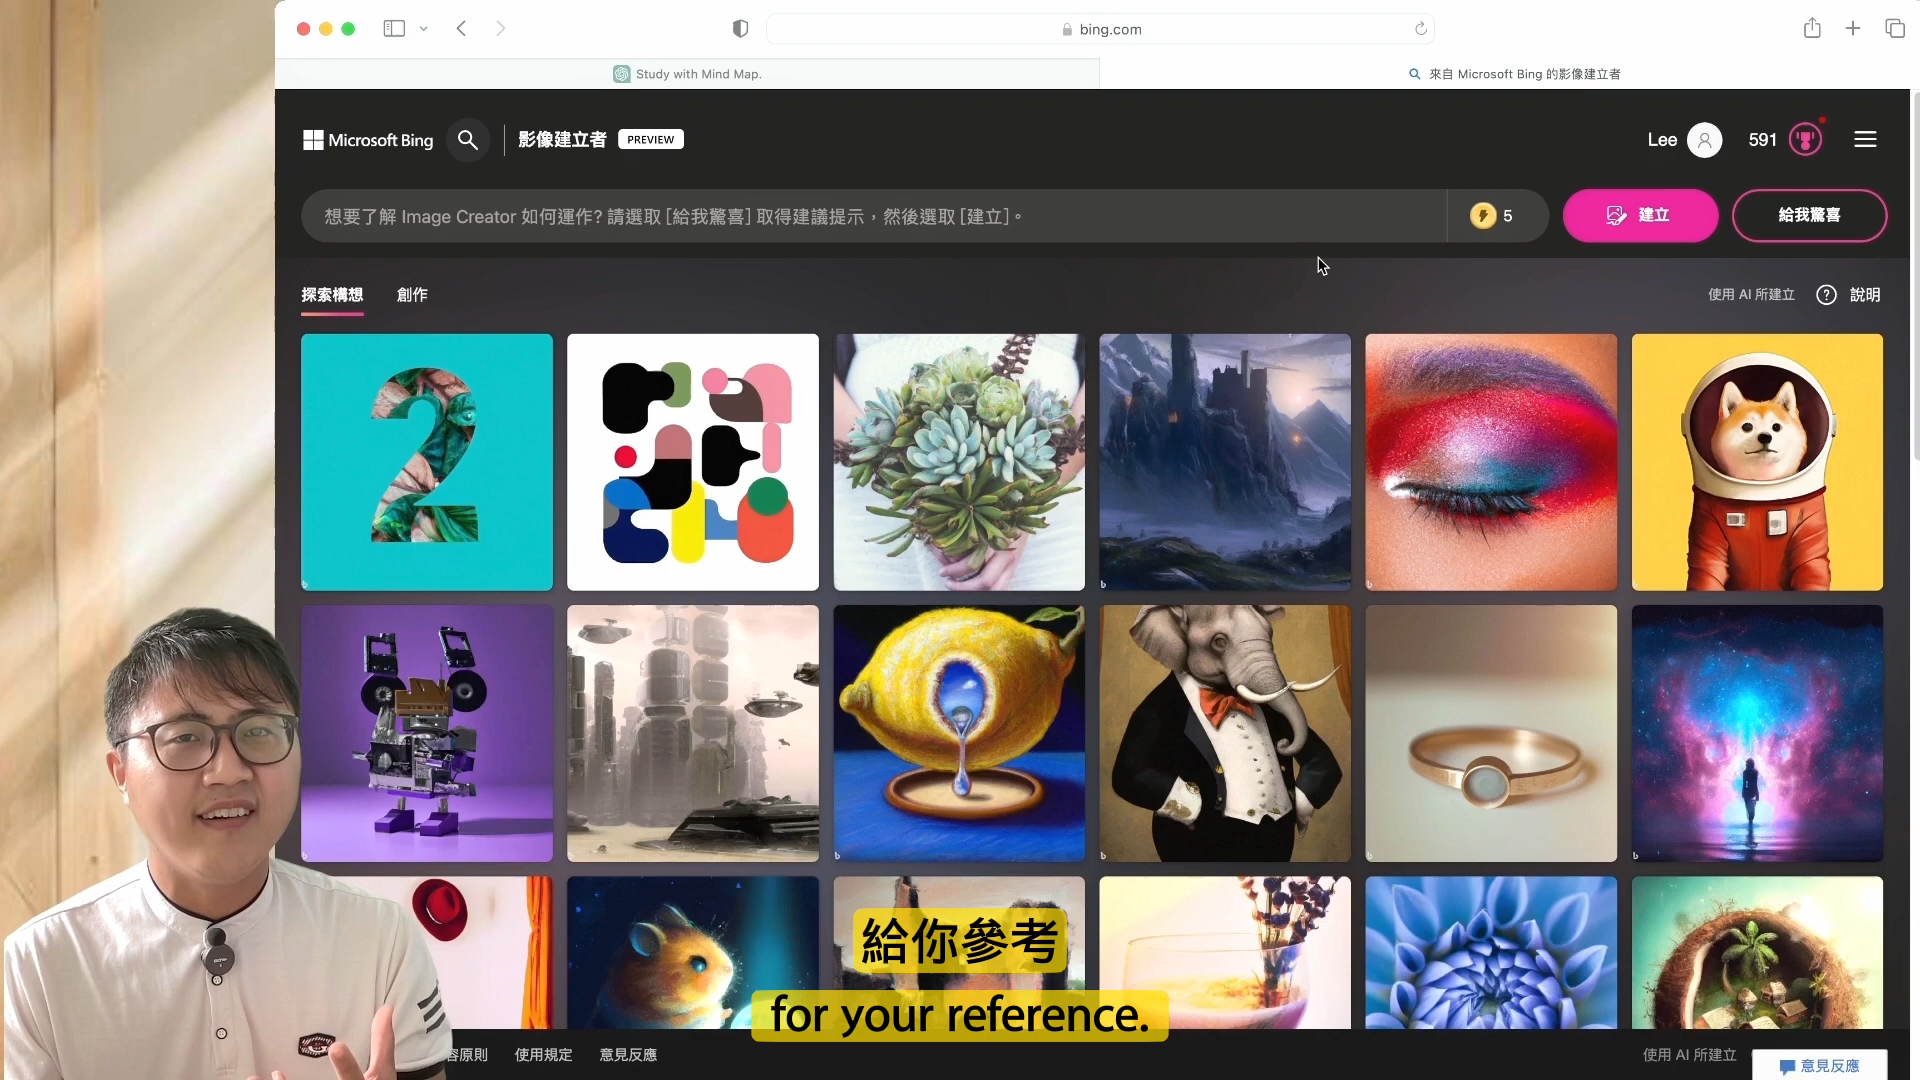 bing.com
Study with Mind Map.
來自 Microsoft Bing 的影像建立者
Microsoft Bing
影像建立者
PREVIEW
Lee
591
想要了解 Image Creator 如何運作? 請選取 [給我驚喜] 取得建議提示，然後選取 [建立]。
5
建立
給我驚喜
探索構想
創作
使用 AI 所建立
說明
2
給你參考
for your reference.
容原則
使用規定
意見反應
使用 AI 所建立
意見反應